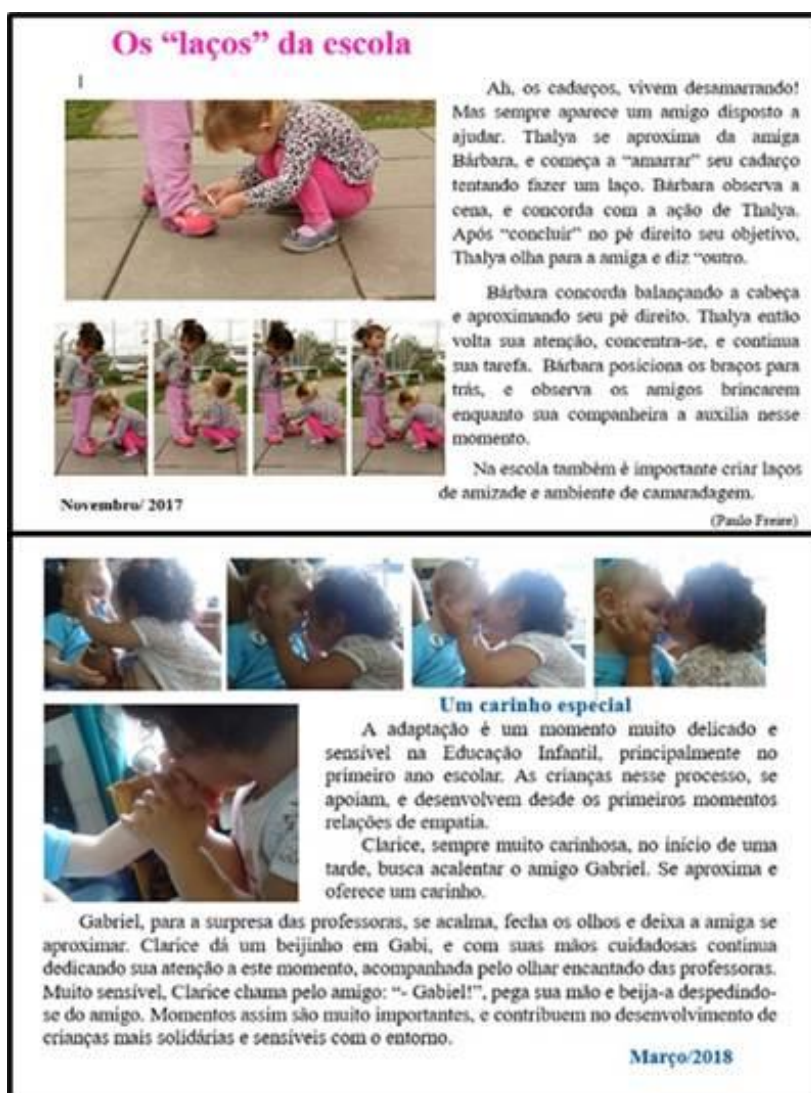 Os “laços” da escola
Ah, os cadarços, vivem desamarrando!
Mas sempre aparece um amigo disposto a
ajudar. Thalya se aproxima da amiga
Bárbara, e começa a “amarrar” seu cadarço
tentando fazer um laço. Bárbara observa a
cena, e concorda com a ação de Thalya.
Após “concluir” no pé direito seu objetivo,
Thalya olha para a amiga e diz “outro.
Bárbara concorda balançando a cabeça
e aproximando seu pé direito. Thalya então
volta sua atenção, concentra-se, e continua
sua tarefa. Bárbara posiciona os braços para
trás, e observa os amigos brincarem
enquanto sua companheira a auxilia nesse
momento.
Na escola também é importante criar laços
de amizade e ambiente de camaradagem.
(Paulo Freire)
Novembro/ 2017
Um carinho especial
A adaptação é um momento muito delicado e
sensível na Educação Infantil, principalmente no
primeiro ano escolar. As crianças nesse processo, se
apoiam, e desenvolvem desde os primeiros momentos
relações de empatia.
Clarice, sempre muito carinhosa, no início de uma
tarde, busca acalentar o amigo Gabriel. Se aproxima e
oferece um carinho.
Gabriel, para a surpresa das professoras, se acalma, fecha os olhos e deixa a amiga se
aproximar. Clarice dá um beijinho em Gabi, e com suas mãos cuidadosas continua
dedicando sua atenção a este momento, acompanhada pelo olhar encantado das professoras.
Muito sensível, Clarice chama pelo amigo: “- Gabiel!”, pega sua mão e beija-a despedindo-
se do amigo. Momentos assim são muito importantes, e contribuem no desenvolvimento de
crianças mais solidárias e sensíveis com o entorno.
Março/2018